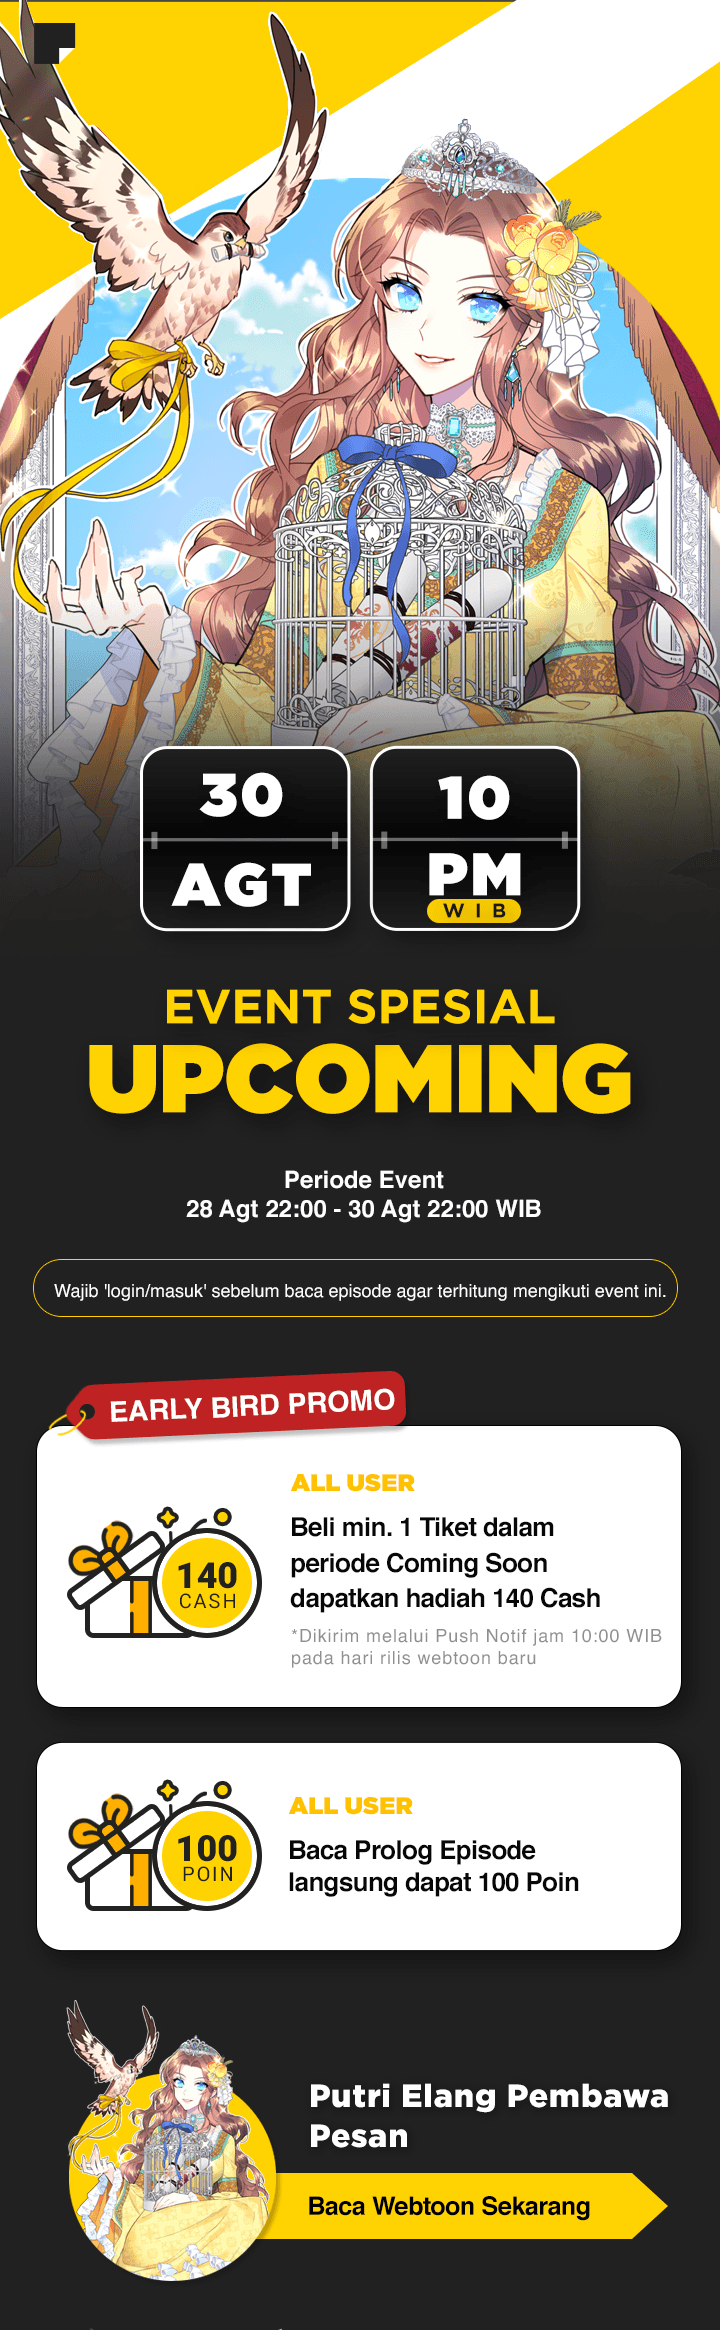 30
AGT
10
PM
WIB
EVENT SPESIAL
UPCOMING
Periode Event
28 Agt 22:00 - 30 Agt 22:00 WIB
Wajib 'login/masuk' sebelum baca episode agar terhitung mengikuti event ini.
EARLY BIRD PROMO
140
CASH
ALL USER
Beli min. 1 Tiket dalam
periode Coming Soon
dapatkan hadiah 140 Cash
*Dikirim melalui Push Notif jam 10:00 WIB
pada hari rilis webtoon baru
100
POIN
ALL USER
Baca Prolog Episode
langsung dapat 100 Poin
Putri Elang Pembawa
Pesan
Baca Webtoon Sekarang